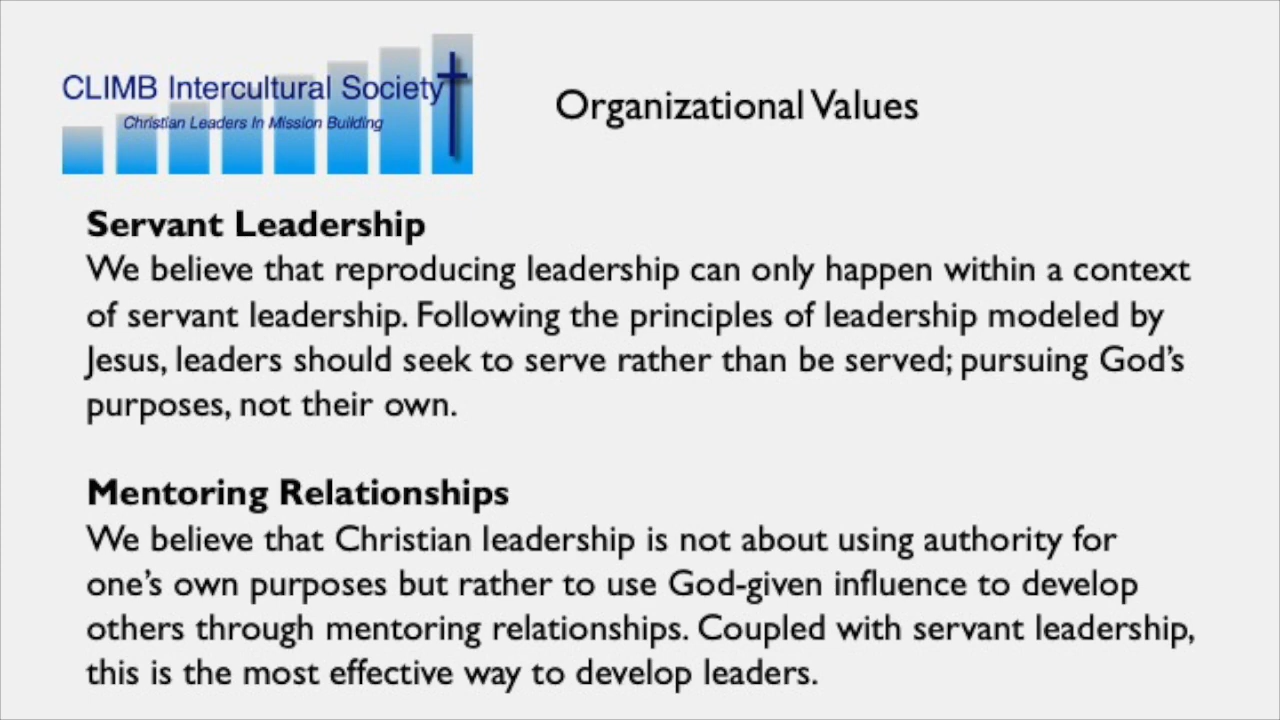 CLIMB Intercultural Society
Christian Leaders In Mission Building
Organizational Values
Servant Leadership
We believe that reproducing leadership can only happen within a context
of servant leadership. Following the principles of leadership modeled by
Jesus, leaders should seek to serve rather than be served; pursuing God’s
purposes, not their own.
Mentoring Relationships
We believe that Christian leadership is not about using authority for
one’s own purposes but rather to use God-given influence to develop
others through mentoring relationships. Coupled with servant leadership,
this is the most effective way to develop leaders.